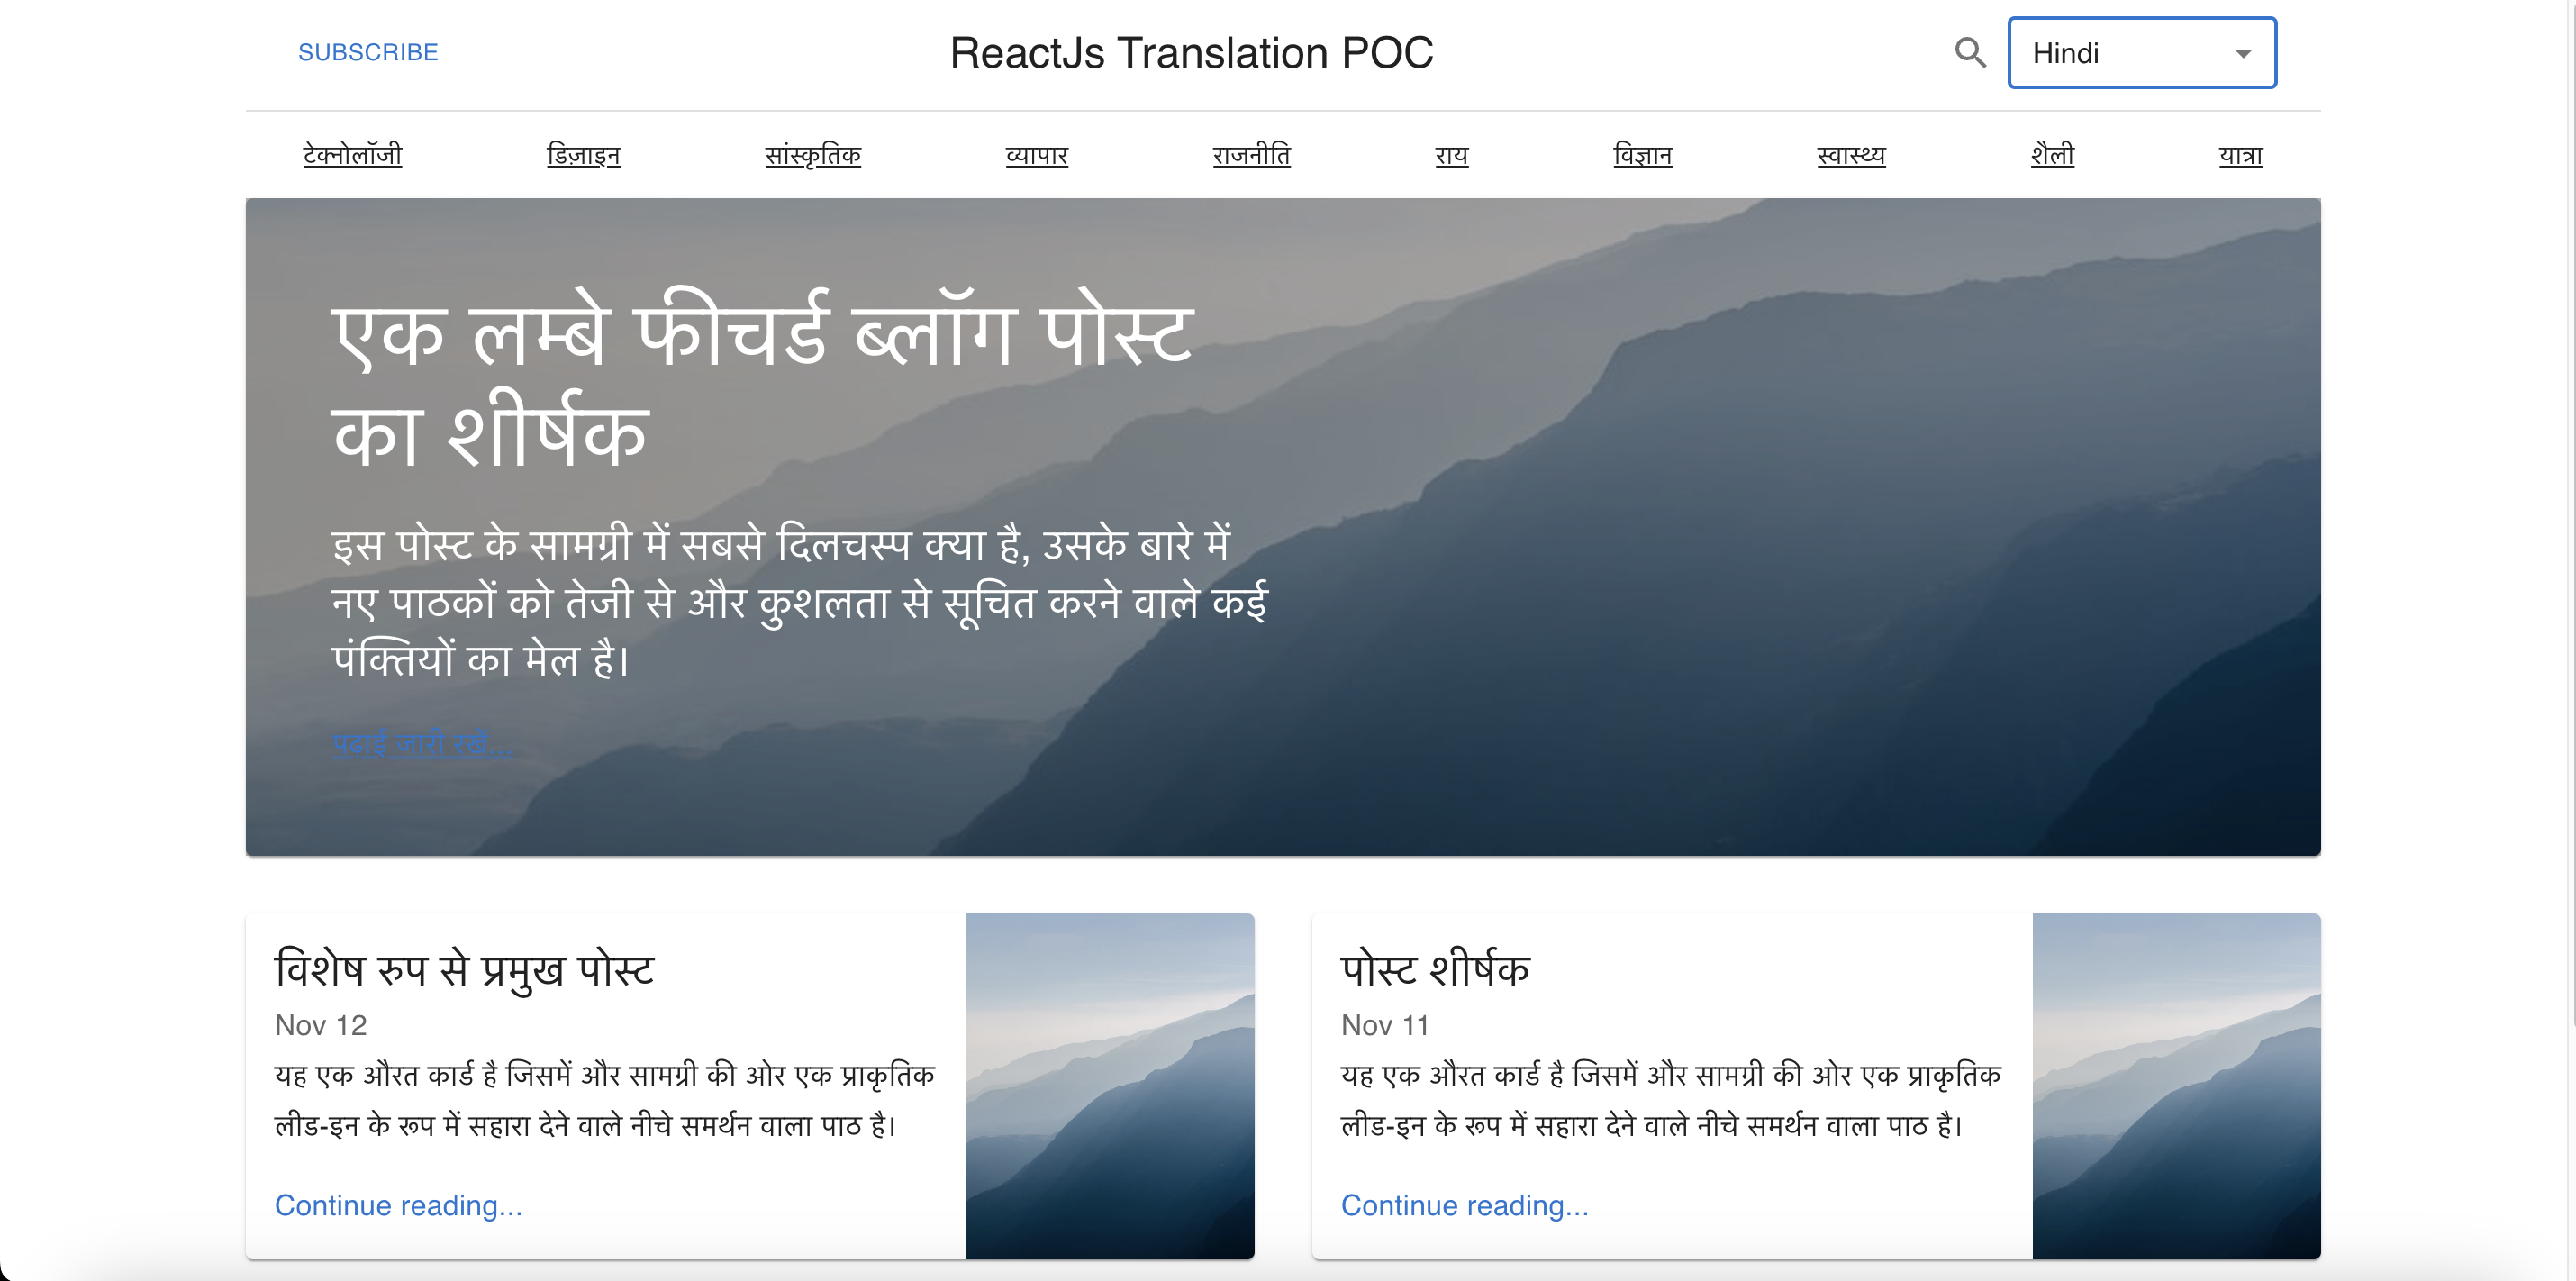 SUBSCRIBE
ReactJs Translation POC
Hindi
टेक्नोलॉजी डिज़ाइन सांस्कृतिक व्यापार राजनीति राय विज्ञान स्वास्थ्य शैली यात्रा
एक लम्बे फीचर्ड ब्लॉग पोस्ट
का शीर्षक
इस पोस्ट के सामग्री में सबसे दिलचस्प क्या है, उसके बारे में
नए पाठकों को तेजी से और कुशलता से सूचित करने वाले कई
पंक्तियों का मेल है।
पढ़ाई जारी रखें...
विशेष रुप से प्रमुख पोस्ट
Nov 12
यह एक औरत कार्ड है जिसमें और सामग्री की ओर एक प्राकृतिक
लीड-इन के रूप में सहारा देने वाले नीचे समर्थन वाला पाठ है।
Continue reading...
पोस्ट शीर्षक
Nov 11
यह एक औरत कार्ड है जिसमें और सामग्री की ओर एक प्राकृतिक
लीड-इन के रूप में सहारा देने वाले नीचे समर्थन वाला पाठ है।
Continue reading...